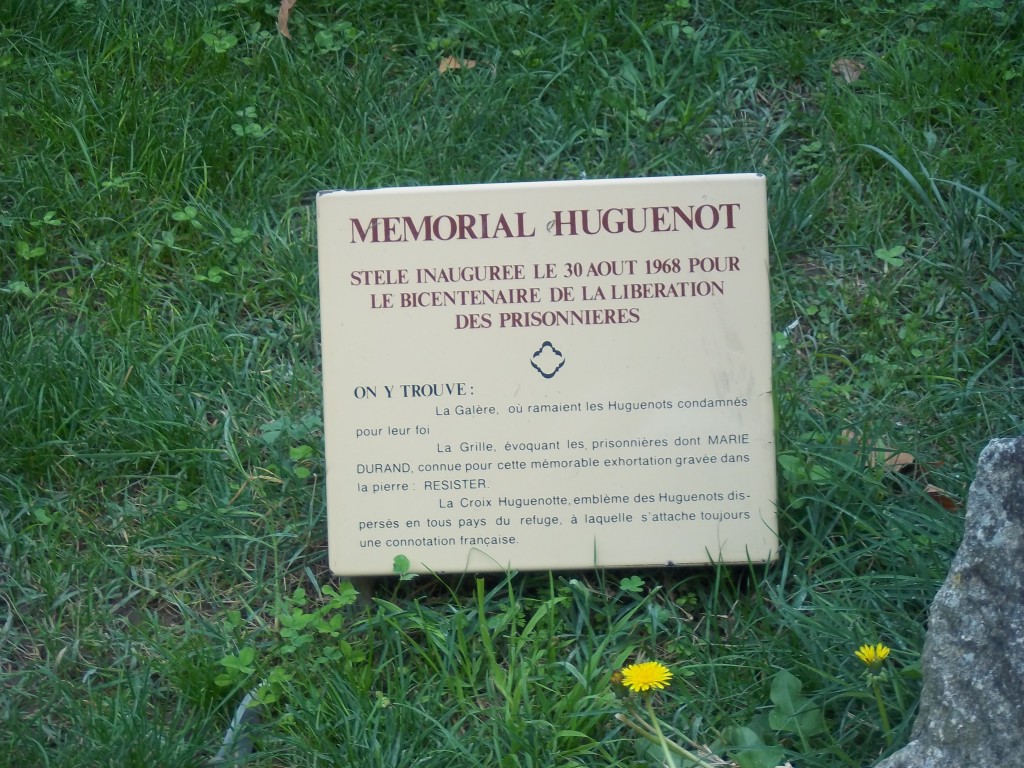 MEMORIAL HUGUENOT
STELE INAUGUREE LE 30 AOUT 1968 POUR
LE BICENTENAIRE DE LA LIBERATION
DES PRISONNIERES
ON Y TROUVE :
La Galère, où ramaient les Huguenots condamnés
pour leur foi
La Grille, évoquant les prisonnières dont MARIE
DURAND, connue pour cette mémorable exhortation gravée dans
la pierre : RESISTER.
La Croix Huguenotte, emblème des Huguenots dis-
persés en tous pays du refuge, à laquelle s'attache toujours
une connotation française.